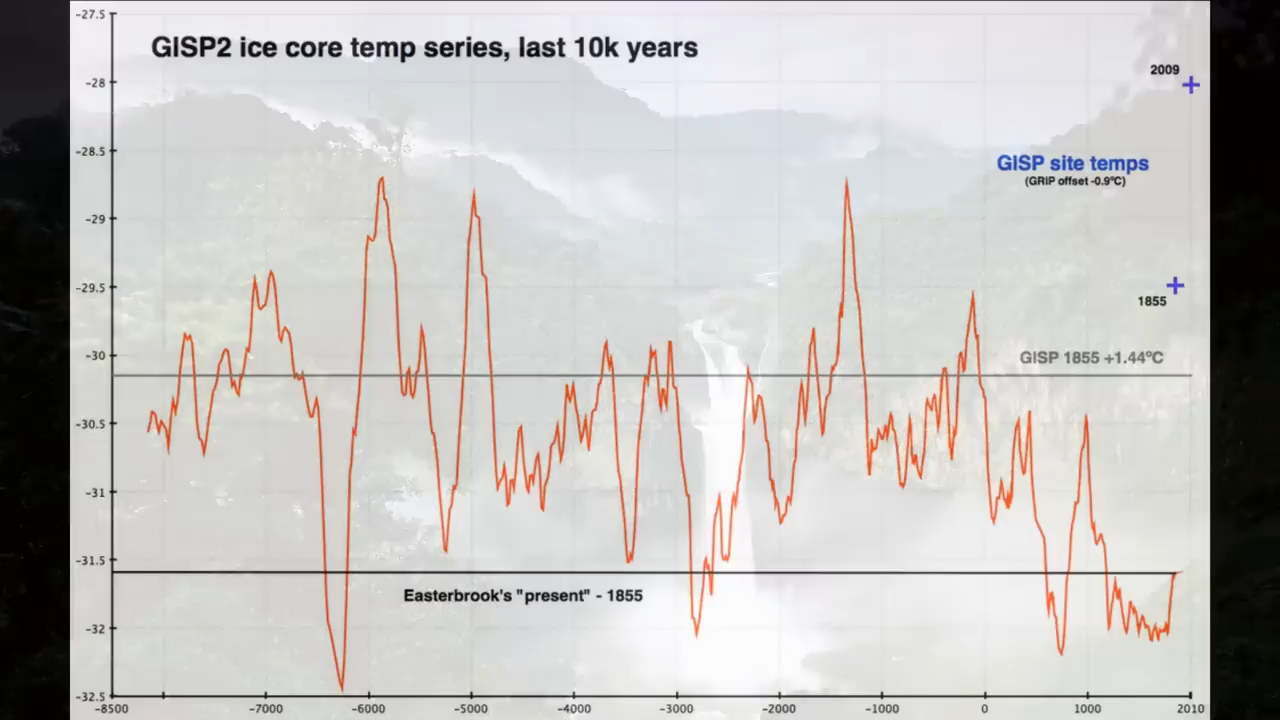 -27.5
GISP2 ice core temp series, last 10k years
2009
-28
-28.5
GISP site temps
(GRIP offset -0.9ºC)
-29
-29.5
1855
-30
GISP 1855 +1.44ºC
-30.5
-31
-31.5
Easterbrook's "present" - 1855
-32
-32.5
-8500 -7000 -6000 -5000 -4000 -3000 -2000 -1000 0 1000 2010